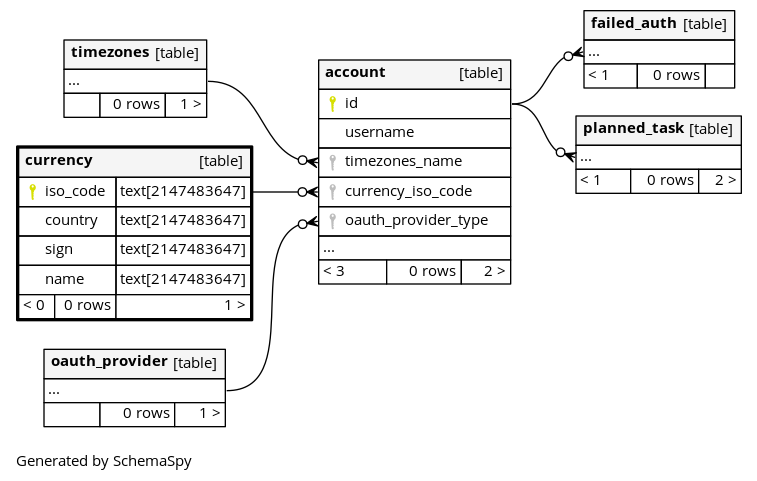 timezones [table]
...
0 rows 1 >
currency [table]
iso_code text[2147483647]
country text[2147483647]
sign text[2147483647]
name text[2147483647]
< 0 0 rows 1 >
oauth_provider [table]
...
0 rows 1 >
account [table]
id
username
timezones_name
currency_iso_code
oauth_provider_type
...
< 3 0 rows 2 >
failed_auth [table]
...
< 1 0 rows
planned_task [table]
...
< 1 0 rows 2 >
Generated by SchemaSpy